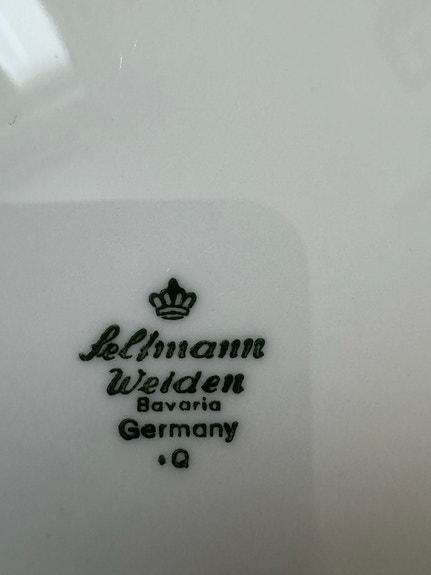 Seltmann
Weiden
Bavaria
Germany
•Q